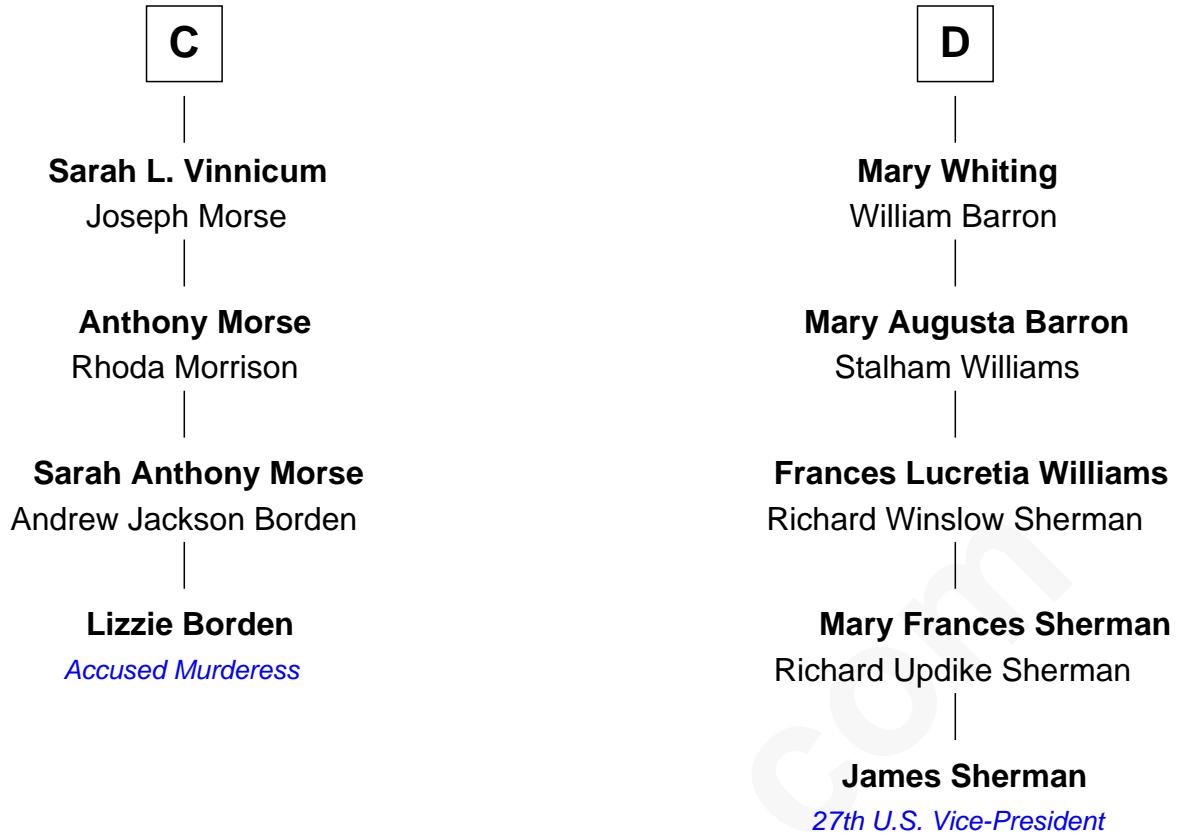 C
Sarah L. Vinnicum
Joseph Morse
Anthony Morse
Rhoda Morrison
Sarah Anthony Morse
Andrew Jackson Borden
Lizzie Borden
Accused Murderess
D
Mary Whiting
William Barron
Mary Augusta Barron
Stalham Williams
Frances Lucretia Williams
Richard Winslow Sherman
Mary Frances Sherman
Richard Updike Sherman
James Sherman
27th U.S. Vice-President
com